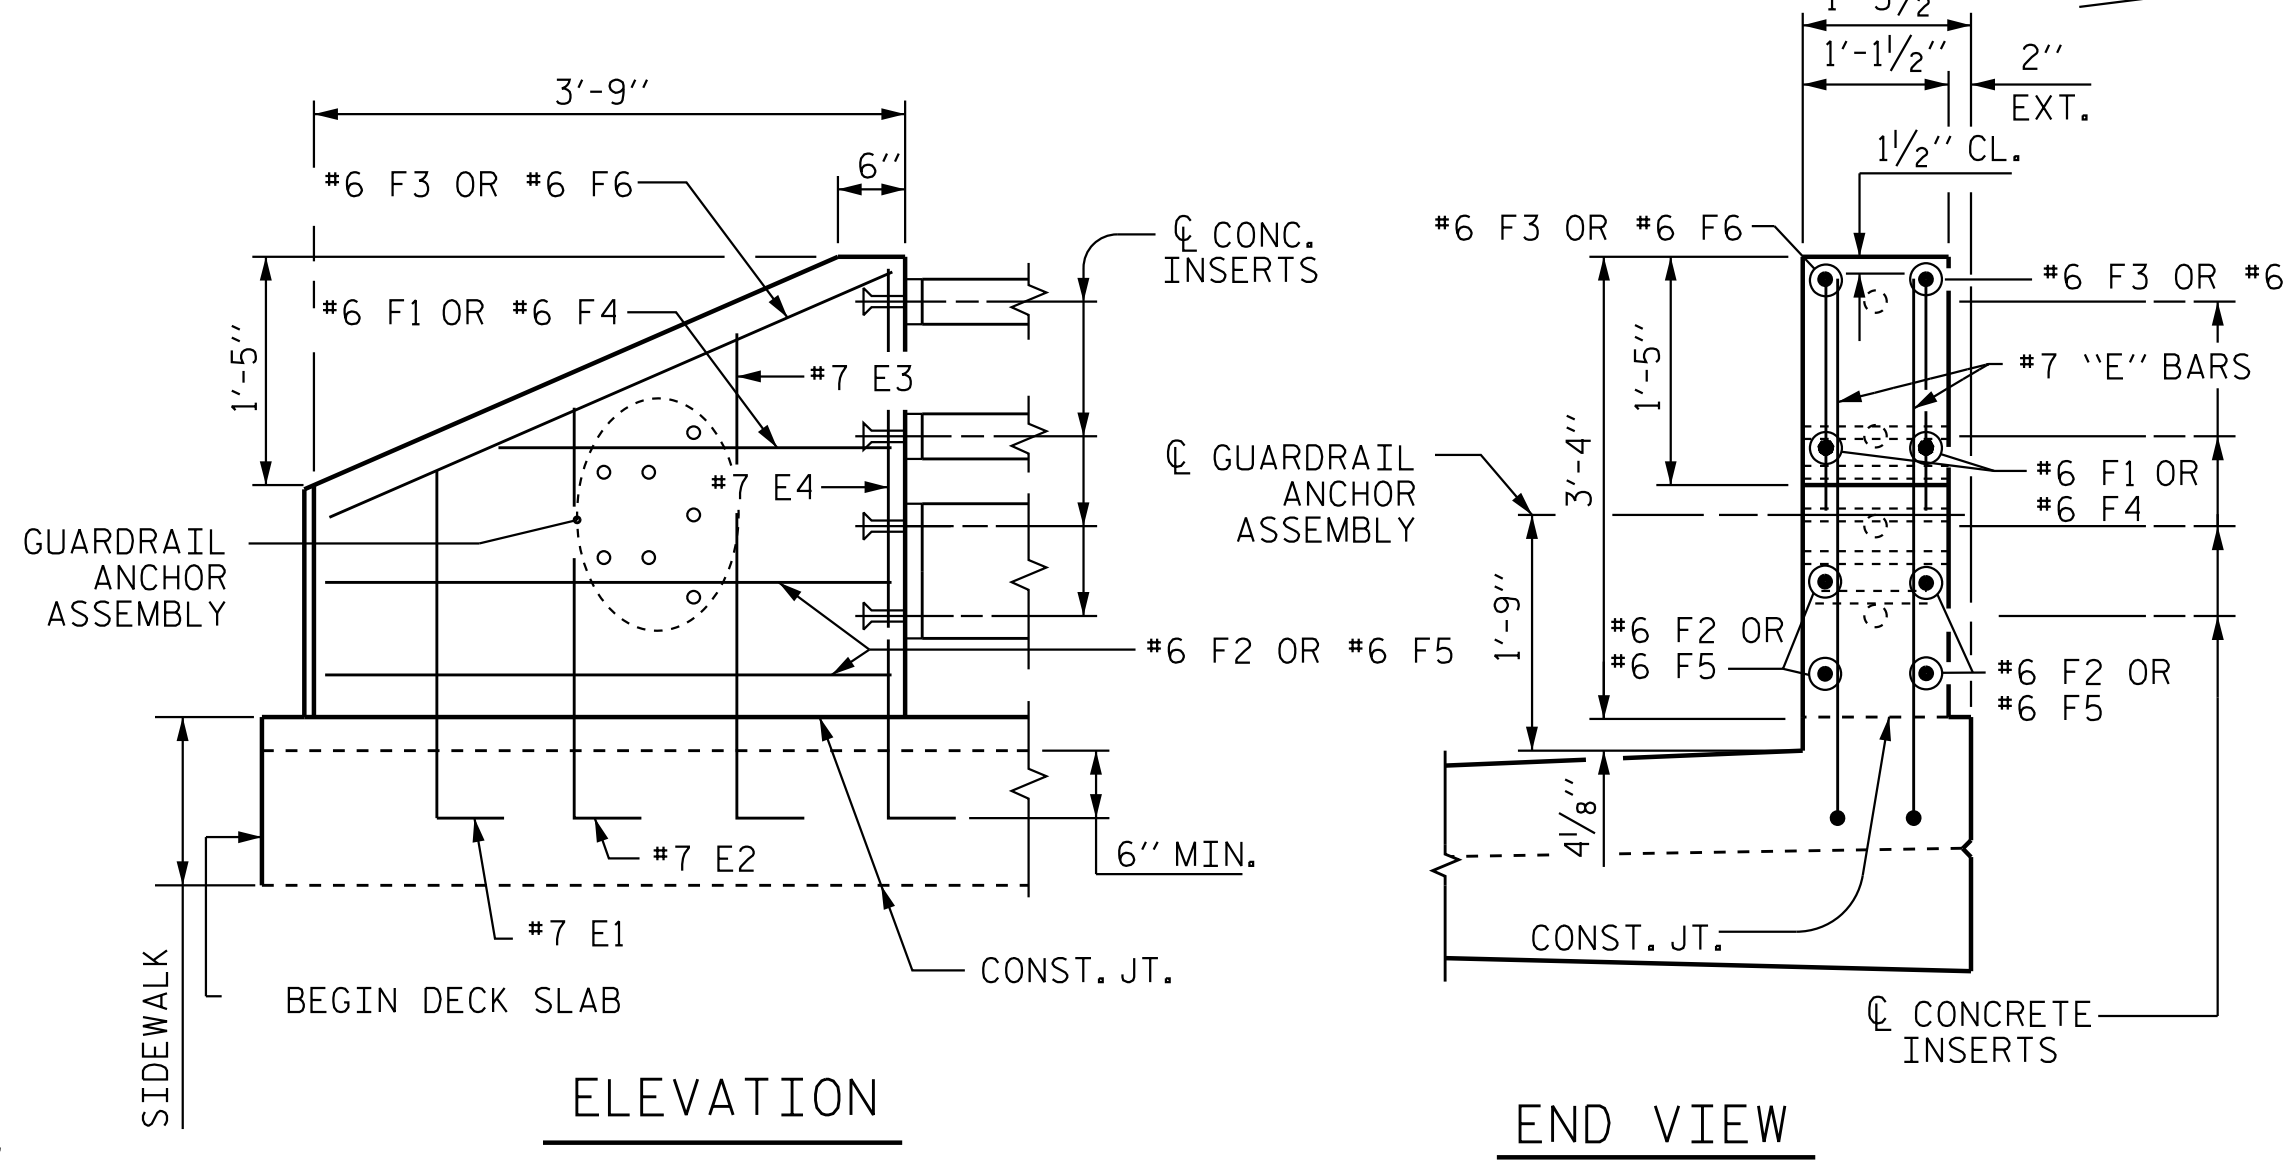 3'-9"
6"
#6 F3 OR #6 F6
#6 F1 OR #6 F4
1'-5"
#7 E3
#7 E4
℄ CONC.
INSERTS
GUARDRAIL
ANCHOR
ASSEMBLY
#6 F2 OR #6 F5
#7 E2
#7 E1
6" MIN.
CONST. JT.
BEGIN DECK SLAB
SIDEWALK
ELEVATION
1'-1½"
2"
EXT.
1½" CL.
#6 F3 OR #6 F6
#6 F3 OR #6
1'-5"
3'-4"
#7 "E" BARS
℄ GUARDRAIL
ANCHOR
ASSEMBLY
#6 F1 OR
#6 F4
1'-9"
#6 F2 OR
#6 F5
#6 F2 OR
#6 F5
4⅛"
CONST. JT.
℄ CONCRETE
INSERTS
END VIEW